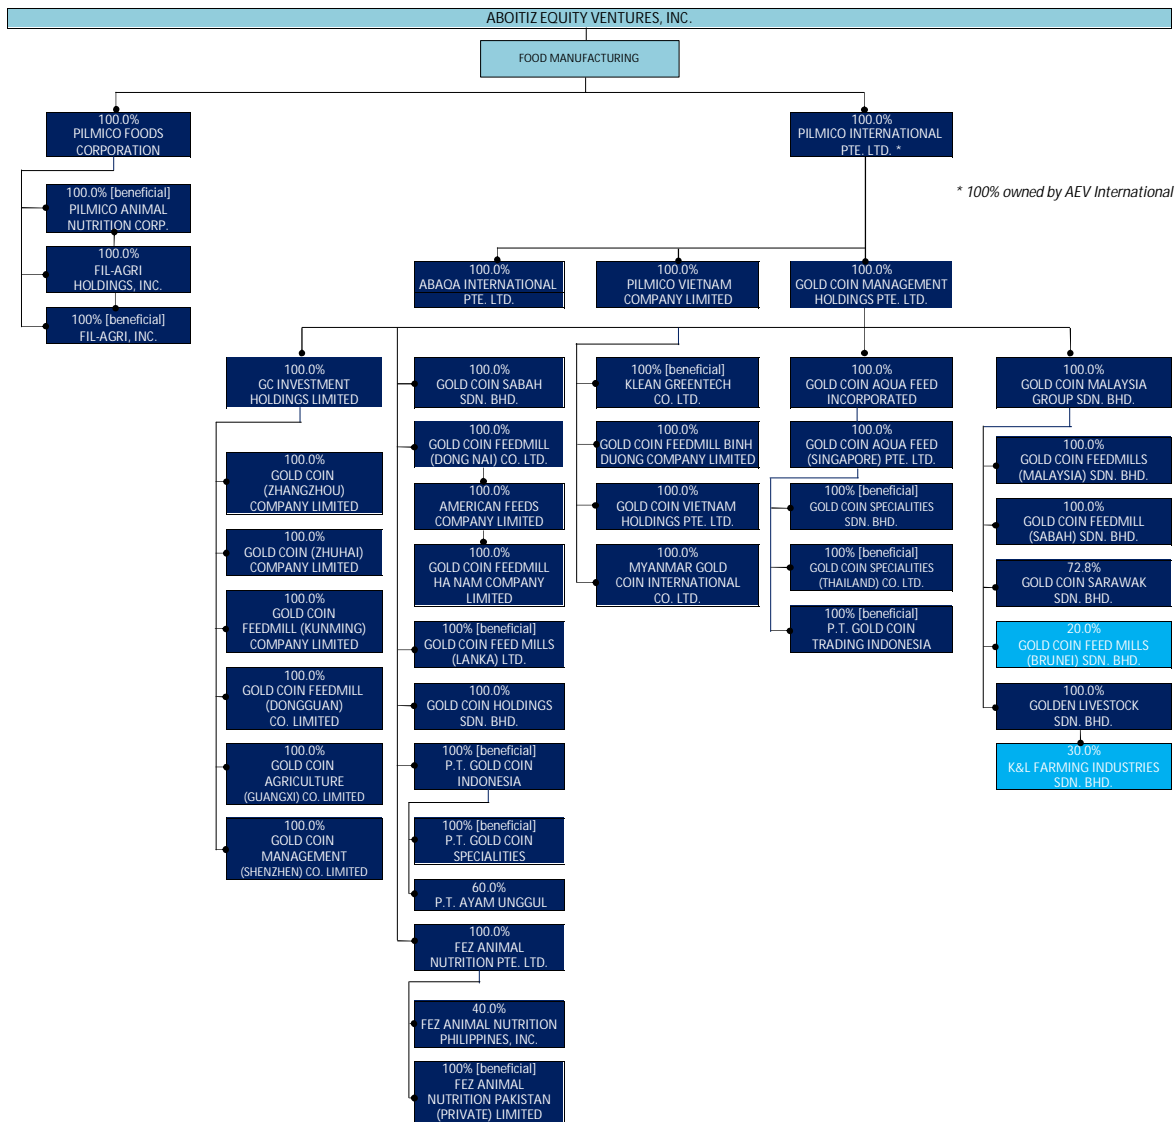 ABOITIZ EQUITY VENTURES, INC.
FOOD MANUFACTURING
100.0%
PILMICO FOODS
CORPORATION
100.0%
PILMICO INTERNATIONAL
PTE. LTD. *
* 100% owned by AEV International
100.0% [beneficial]
PILMICO ANIMAL
NUTRITION CORP.
100.0%
FIL-AGRI
HOLDINGS, INC.
100% [beneficial]
FIL-AGRI, INC.
100.0%
ABAQA INTERNATIONAL
PTE. LTD.
100.0%
PILMICO VIETNAM
COMPANY LIMITED
100.0%
GOLD COIN MANAGEMENT
HOLDINGS PTE. LTD.
100.0%
GC INVESTMENT
HOLDINGS LIMITED
100.0%
GOLD COIN
(ZHANGZHOU)
COMPANY LIMITED
100.0%
GOLD COIN (ZHUHAI)
COMPANY LIMITED
100.0%
GOLD COIN
FEEDMILL (KUNMING)
COMPANY LIMITED
100.0%
GOLD COIN FEEDMILL
(DONGGUAN)
CO. LIMITED
100.0%
GOLD COIN
AGRICULTURE
(GUANGXI) CO. LIMITED
100.0%
GOLD COIN
MANAGEMENT
(SHENZHEN) CO. LIMITED
100.0%
GOLD COIN SABAH
SDN. BHD.
100.0%
GOLD COIN FEEDMILL
(DONG NAI) CO. LTD.
100.0%
AMERICAN FEEDS
COMPANY LIMITED
100.0%
GOLD COIN FEEDMILL
HA NAM COMPANY
LIMITED
100% [beneficial]
GOLD COIN FEED MILLS
(LANKA) LTD.
100.0%
GOLD COIN HOLDINGS
SDN. BHD.
100% [beneficial]
P.T. GOLD COIN
INDONESIA
100% [beneficial]
P.T. GOLD COIN
SPECIALITIES
60.0%
P.T. AYAM UNGGUL
100.0%
FEZ ANIMAL
NUTRITION PTE. LTD.
40.0%
FEZ ANIMAL NUTRITION
PHILIPPINES, INC.
100% [beneficial]
FEZ ANIMAL
NUTRITION PAKISTAN
(PRIVATE) LIMITED
100% [beneficial]
KLEAN GREENTECH
CO. LTD.
100.0%
GOLD COIN FEEDMILL BINH
DUONG COMPANY LIMITED
100.0%
GOLD COIN VIETNAM
HOLDINGS PTE. LTD.
100.0%
MYANMAR GOLD
COIN INTERNATIONAL
CO. LTD.
100.0%
GOLD COIN AQUA FEED
INCORPORATED
100.0%
GOLD COIN AQUA FEED
(SINGAPORE) PTE. LTD.
100% [beneficial]
GOLD COIN SPECIALITIES
SDN. BHD.
100% [beneficial]
GOLD COIN SPECIALITIES
(THAILAND) CO. LTD.
100% [beneficial]
P.T. GOLD COIN
TRADING INDONESIA
100.0%
GOLD COIN MALAYSIA
GROUP SDN. BHD.
100.0%
GOLD COIN FEEDMILLS
(MALAYSIA) SDN. BHD.
100.0%
GOLD COIN FEEDMILL
(SABAH) SDN. BHD.
72.8%
GOLD COIN SARAWAK
SDN. BHD.
20.0%
GOLD COIN FEED MILLS
(BRUNEI) SDN. BHD.
100.0%
GOLDEN LIVESTOCK
SDN. BHD.
30.0%
K&L FARMING INDUSTRIES
SDN. BHD.